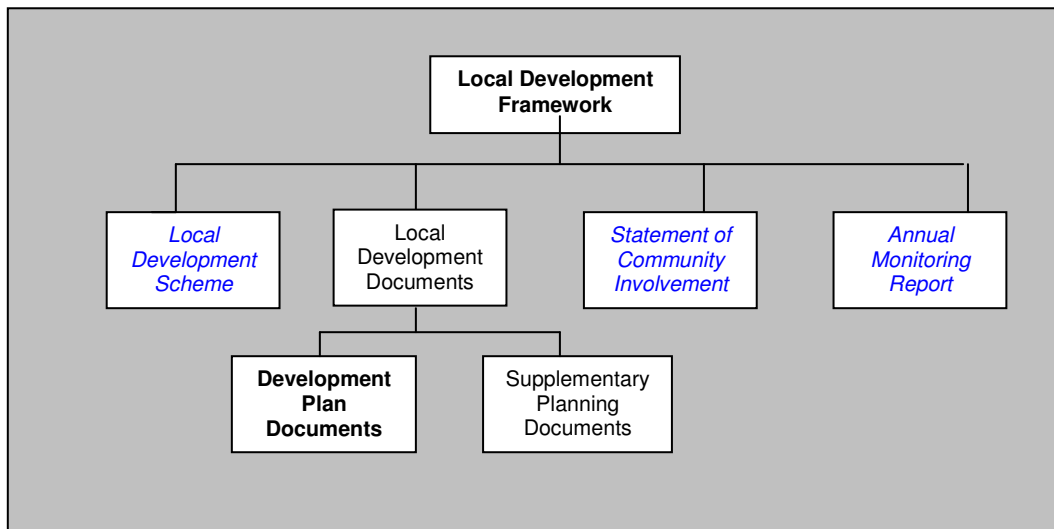 Local Development
Framework
Local
Development
Scheme
Local
Development
Documents
Statement of
Community
Involvement
Annual
Monitoring
Report
Development
Plan
Documents
Supplementary
Planning
Documents